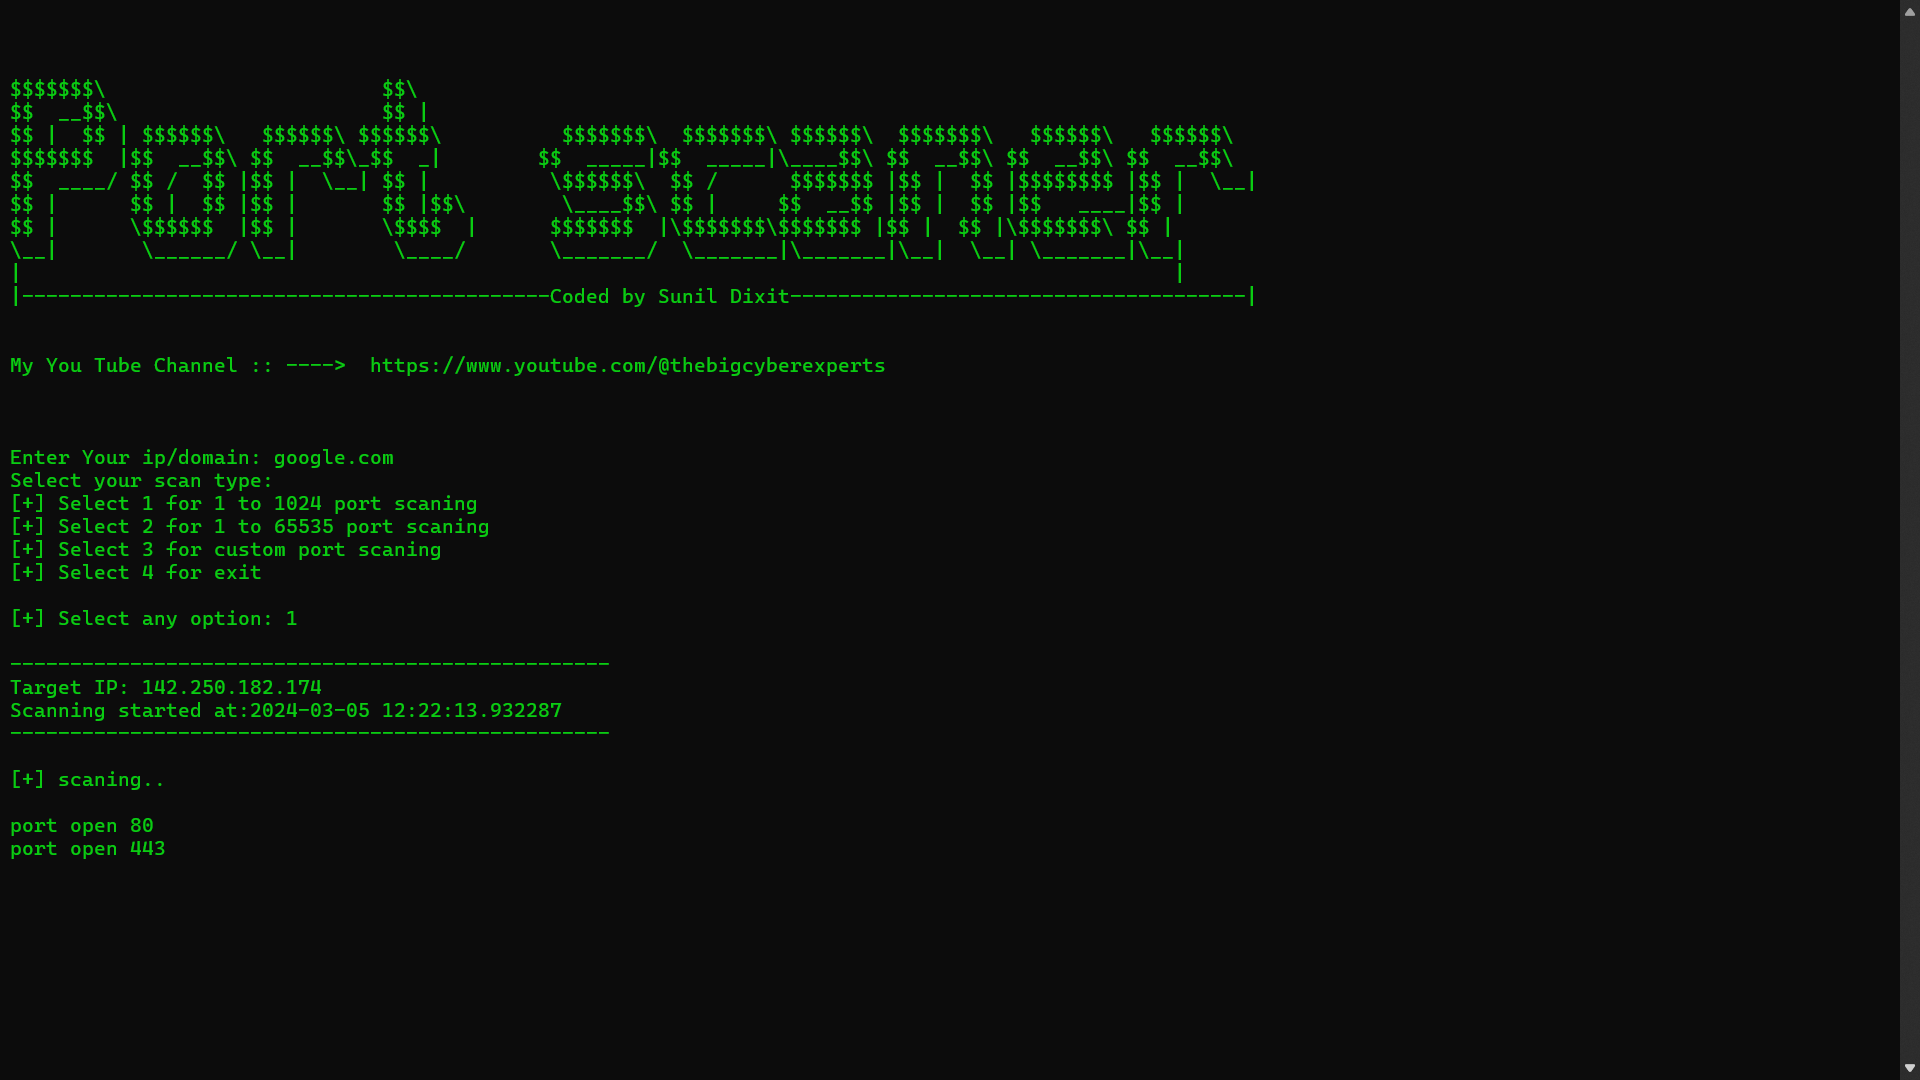 $$$$$$$\                       $$\
$$  __$$\                      $$ |
$$ |  $$ | $$$$$$\   $$$$$$\ $$$$$$\          $$$$$$$\  $$$$$$$\ $$$$$$\  $$$$$$$\   $$$$$$\   $$$$$$\
$$$$$$$  |$$  __$$\ $$  __$$\_$$  _|        $$  _____|$$  _____|\____$$\ $$  __$$\ $$  __$$\ $$  __$$\
$$  ____/ $$ /  $$ |$$ |  \__| $$ |          \$$$$$$\  $$ /      $$$$$$$ |$$ |  $$ |$$$$$$$$ |$$ |  \__|
$$ |      $$ |  $$ |$$ |       $$ |$$\        \____$$\ $$ |     $$  __$$ |$$ |  $$ |$$   ____|$$ |
$$ |      \$$$$$$  |$$ |       \$$$$  |      $$$$$$$  |\$$$$$$$\$$$$$$$ |$$ |  $$ |\$$$$$$$\ $$ |
\__|       \______/ \__|        \____/       \_______/  \_______|\_______|\__|  \__| \_______|\__|
|                                                                                                |
|--------------------------------------------Coded by Sunil Dixit--------------------------------------|
My You Tube Channel :: ---->  https://www.youtube.com/@thebigcyberexperts
Enter Your ip/domain: google.com
Select your scan type:
[+] Select 1 for 1 to 1024 port scaning
[+] Select 2 for 1 to 65535 port scaning
[+] Select 3 for custom port scaning
[+] Select 4 for exit
[+] Select any option: 1
--------------------------------------------------
Target IP: 142.250.182.174
Scanning started at:2024-03-05 12:22:13.932287
--------------------------------------------------
[+] scaning..
port open 80
port open 443